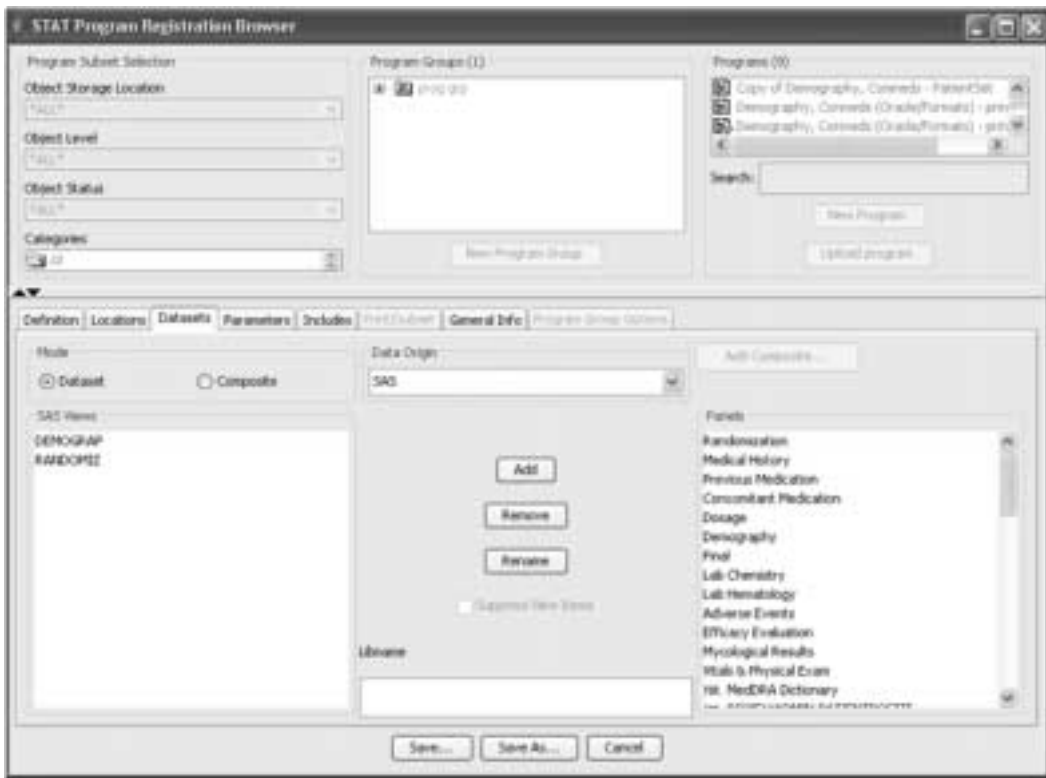 STAT Program Registration Browser
Program Subset Selection
Object Storage Location
*ALL*
Object Level
*ALL*
Object Status
*ALL*
Categories
All
Program Groups (1)
prog grp
New Program Group
Programs (9)
Copy of Demography, Conmeds - PatientSet
Demography, Conmeds (Oracle/Formats) -
Demography, Conmeds (Oracle/Formats) -
Search:
New Program
Upload program
Definition
Locations
Datasets
Parameters
Includes
Print/Subset
General Info
Program Group Options
Mode
Dataset
Composite
Data Origin
SAS
Add Composite...
SAS Views
DEMOGRAP
RANDOMIZ
Add
Remove
Rename
Suppress View Items
Libname
Panels
Randomization
Medical History
Previous Medication
Concomitant Medication
Dosage
Demography
Final
Lab Chemistry
Lab Hematology
Adverse Events
Efficacy Evaluation
Mycological Results
Vitals & Physical Exam
MedDRA Dictionary
Save...
Save As...
Cancel